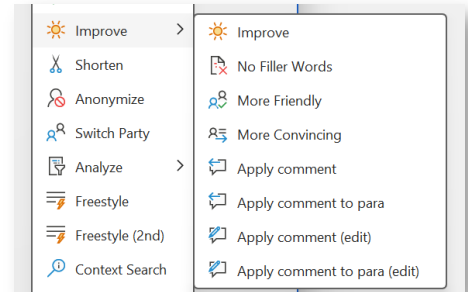 Improve
Shorten
Anonymize
Switch Party
Analyze
Freestyle
Freestyle (2nd)
Context Search
Improve
No Filler Words
More Friendly
More Convincing
Apply comment
Apply comment to para
Apply comment (edit)
Apply comment to para (edit)